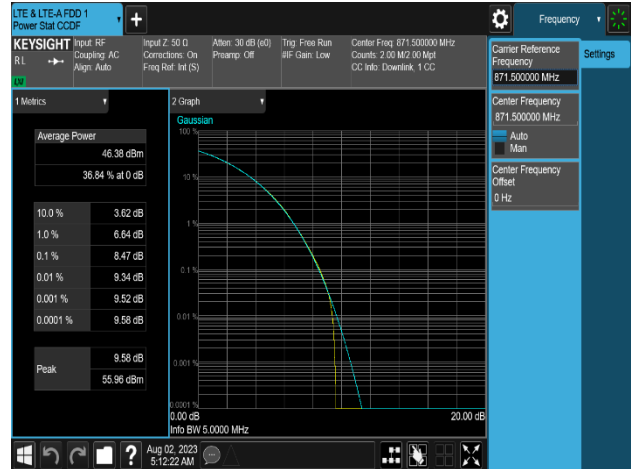 LTE & LTE-A FDD 1
Power Stat CCDF
Frequency
KEYSIGHT
RL
LXI
Input: RF
Coupling: AC
Align: Auto
Input Z: 50 Ω
Corrections: On
Freq Ref: Int (S)
Atten: 30 dB (e0)
Preamp: Off
Trig: Free Run
#IF Gain: Low
Center Freq: 871.500000 MHz
Counts: 2.00 M/2.00 Mpt
CC Info: Downlink, 1 CC
Carrier Reference
Frequency
871.500000 MHz
Settings
Center Frequency
871.500000 MHz
Auto
Man
Center Frequency
Offset
0 Hz
1 Metrics
Average Power
46.38 dBm
36.84 % at 0 dB
10.0 % 3.62 dB
1.0 % 6.64 dB
0.1 % 8.47 dB
0.01 % 9.34 dB
0.001 % 9.52 dB
0.0001 % 9.58 dB
Peak
9.58 dB
55.96 dBm
2 Graph
Gaussian
100 %
10 %
1 %
0.1 %
0.01 %
0.001 %
0.0001 %
0.00 dB 20.00 dB
Info BW 5.0000 MHz
?
Aug 02, 2023
5:12:22 AM